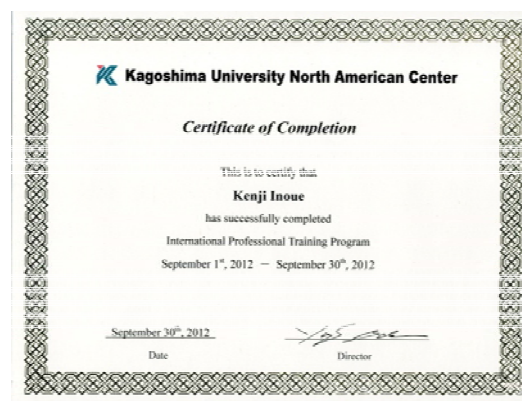 Kagoshima University North American Center
Certificate of Completion
This is to certify that
Kenji Inoue
has successfully completed
International Professional Training Program
September 1st, 2012 — September 30th, 2012
September 30th, 2012
Date
Director